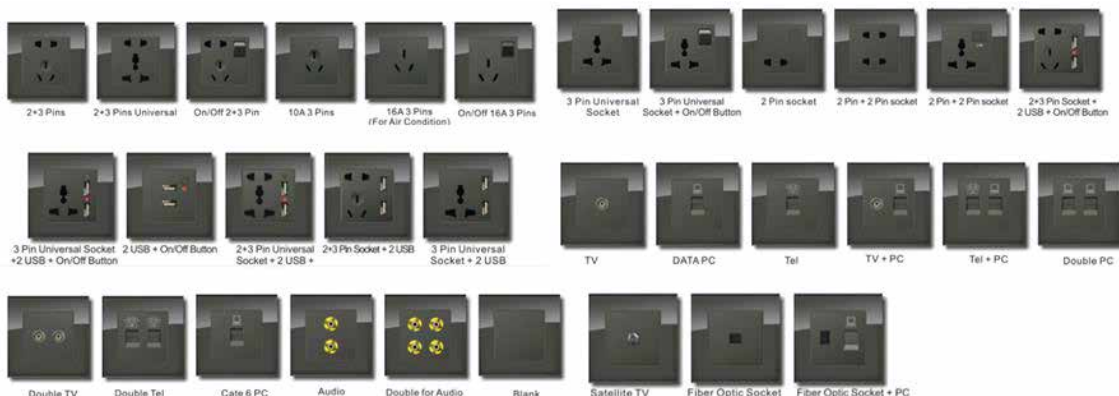 2+3 Pins
2+3 Pins Universal
On/Off 2+3 Pin
10A 3 Pins
16A 3 Pins
(For Air Condition)
On/Off 16A 3 Pins
3 Pin Universal
Socket
3 Pin Universal
Socket + On/Off Button
2 Pin socket
2 Pin + 2 Pin socket
2 Pin + 2 Pin socket
2+3 Pin Socket +
2 USB + On/Off Button
3 Pin Universal Socket
+2 USB + On/Off Button
2 USB + On/Off Button
2+3 Pin Universal
Socket + 2 USB +
2+3 Pin Socket + 2 USB
3 Pin Universal
Socket + 2 USB
TV
DATA PC
Tel
TV + PC
Tel + PC
Double PC
Double TV
Double Tel
Cate 6 PC
Audio
Double for Audio
Blank
Satellite TV
Fiber Optic Socket
Fiber Optic Socket + PC